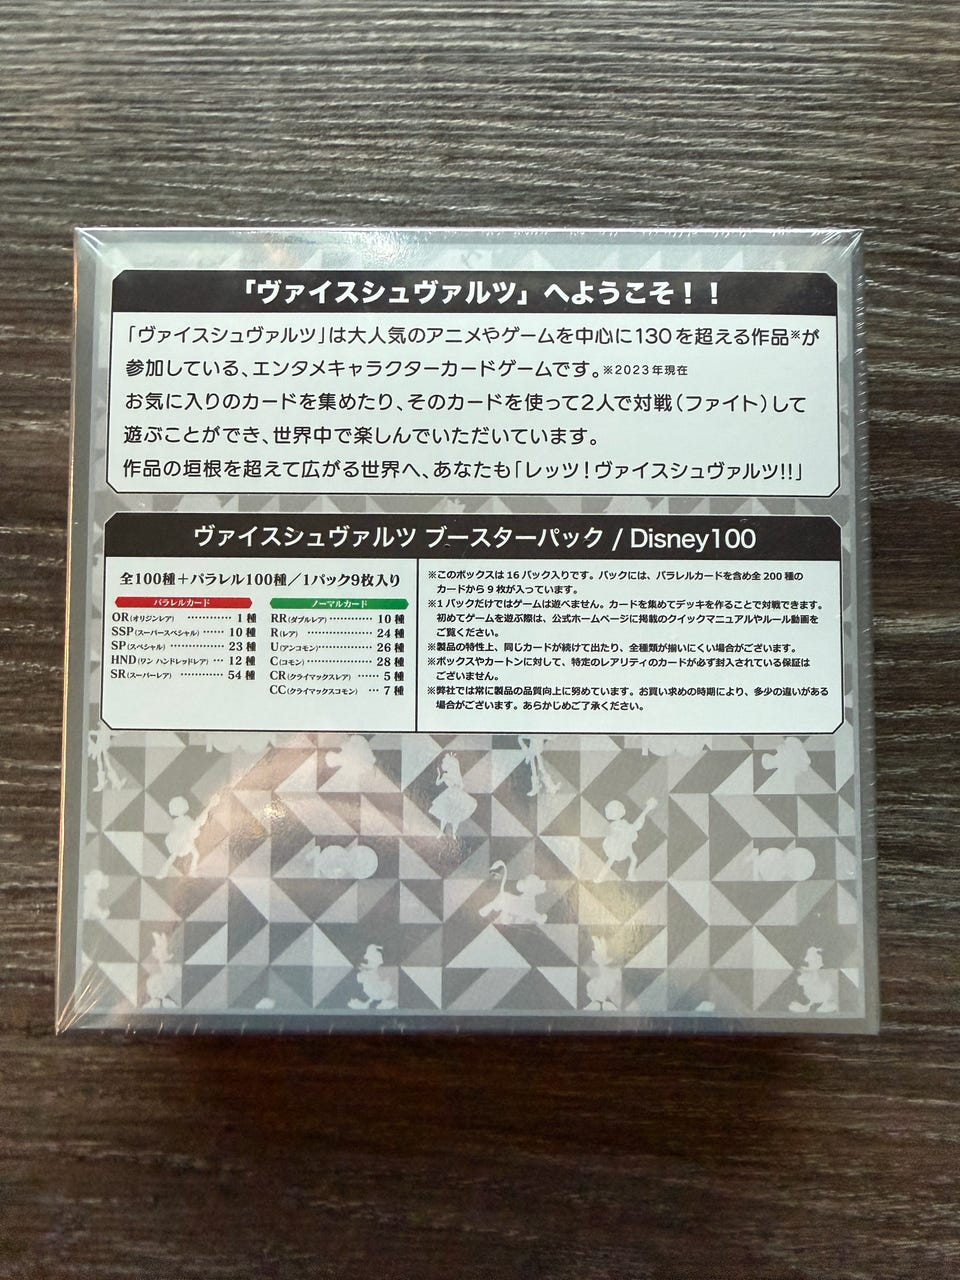 「ヴァイスシュヴァルツ」へようこそ！！
「ヴァイスシュヴァルツ」は大人気のアニメやゲームを中心に130を超える作品※が
参加している、エンタメキャラクターカードゲームです。※2023年現在
お気に入りのカードを集めたり、そのカードを使って2人で対戦（ファイト）して
遊ぶことができ、世界中で楽しんでいただいています。
作品の垣根を超えて広がる世界へ、あなたも「レッツ！ヴァイスシュヴァルツ!!」
ヴァイスシュヴァルツ ブースターパック / Disney100
全100種＋パラレル100種／1パック9枚入り
パラレルカード
OR(オリジンレア) ············ 1種
SSP(スーパースペシャル) ······ 10種
SP(スペシャル) ············ 23種
HND(ワン ハンドレッドレア) ··· 12種
SR(スーパーレア) ············ 54種
ノーマルカード
RR(ダブルレア) ············ 10種
R(レア) ············ 24種
U(アンコモン) ············ 26種
C(コモン) ············ 28種
CR(クライマックスレア) ······ 5種
CC(クライマックスコモン) ··· 7種
※このボックスは16パック入りです。パックには、パラレルカードを含め全200種の
カードから9枚が入っています。
※1パックだけではゲームは遊べません。カードを集めてデッキを作ることで対戦できます。
初めてゲームを遊ぶ際は、公式ホームページに掲載のクイックマニュアルやルール動画を
ご覧ください。
※製品の特性上、同じカードが続けて出たり、全種類が揃いにくい場合がございます。
※ボックスやカートンに対して、特定のレアリティのカードが必ず封入されている保証は
ございません。
※弊社では常に製品の品質向上に努めています。お買い求めの時期により、多少の違いがある
場合がございます。あらかじめご了承ください。
100
100
100